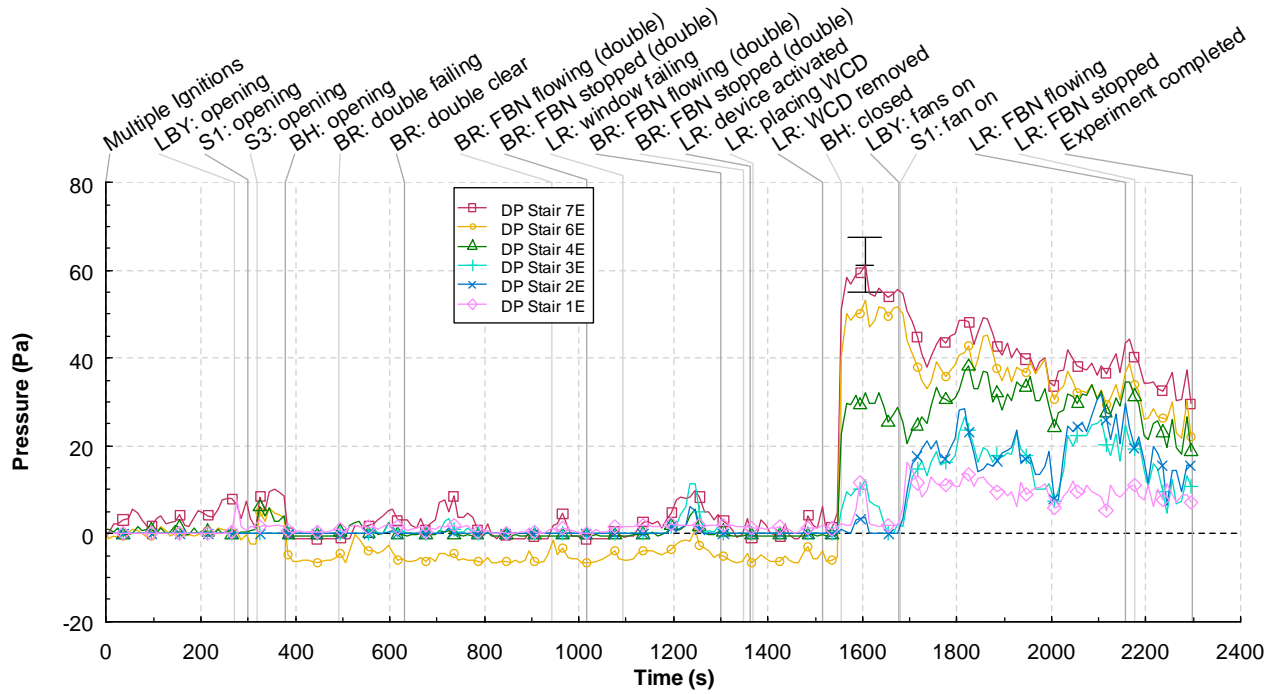 Multiple Ignitions
LBY: opening
S1: opening
S3: opening
BH: opening
BR: double failing
BR: double clear
BR: FBN flowing (double)
BR: FBN stopped (double)
LR: window failing
BR: FBN flowing (double)
BR: FBN stopped (double)
LR: device activated
LR: placing WCD
LR: WCD removed
BH: closed
LBY: fans on
S1: fan on
LR: FBN flowing
LR: FBN stopped
Experiment completed
80
60
40
20
0
-20
Pressure (Pa)
DP Stair 7E
DP Stair 6E
DP Stair 4E
DP Stair 3E
DP Stair 2E
DP Stair 1E
0 200 400 600 800 1000 1200 1400 1600 1800 2000 2200 2400
Time (s)